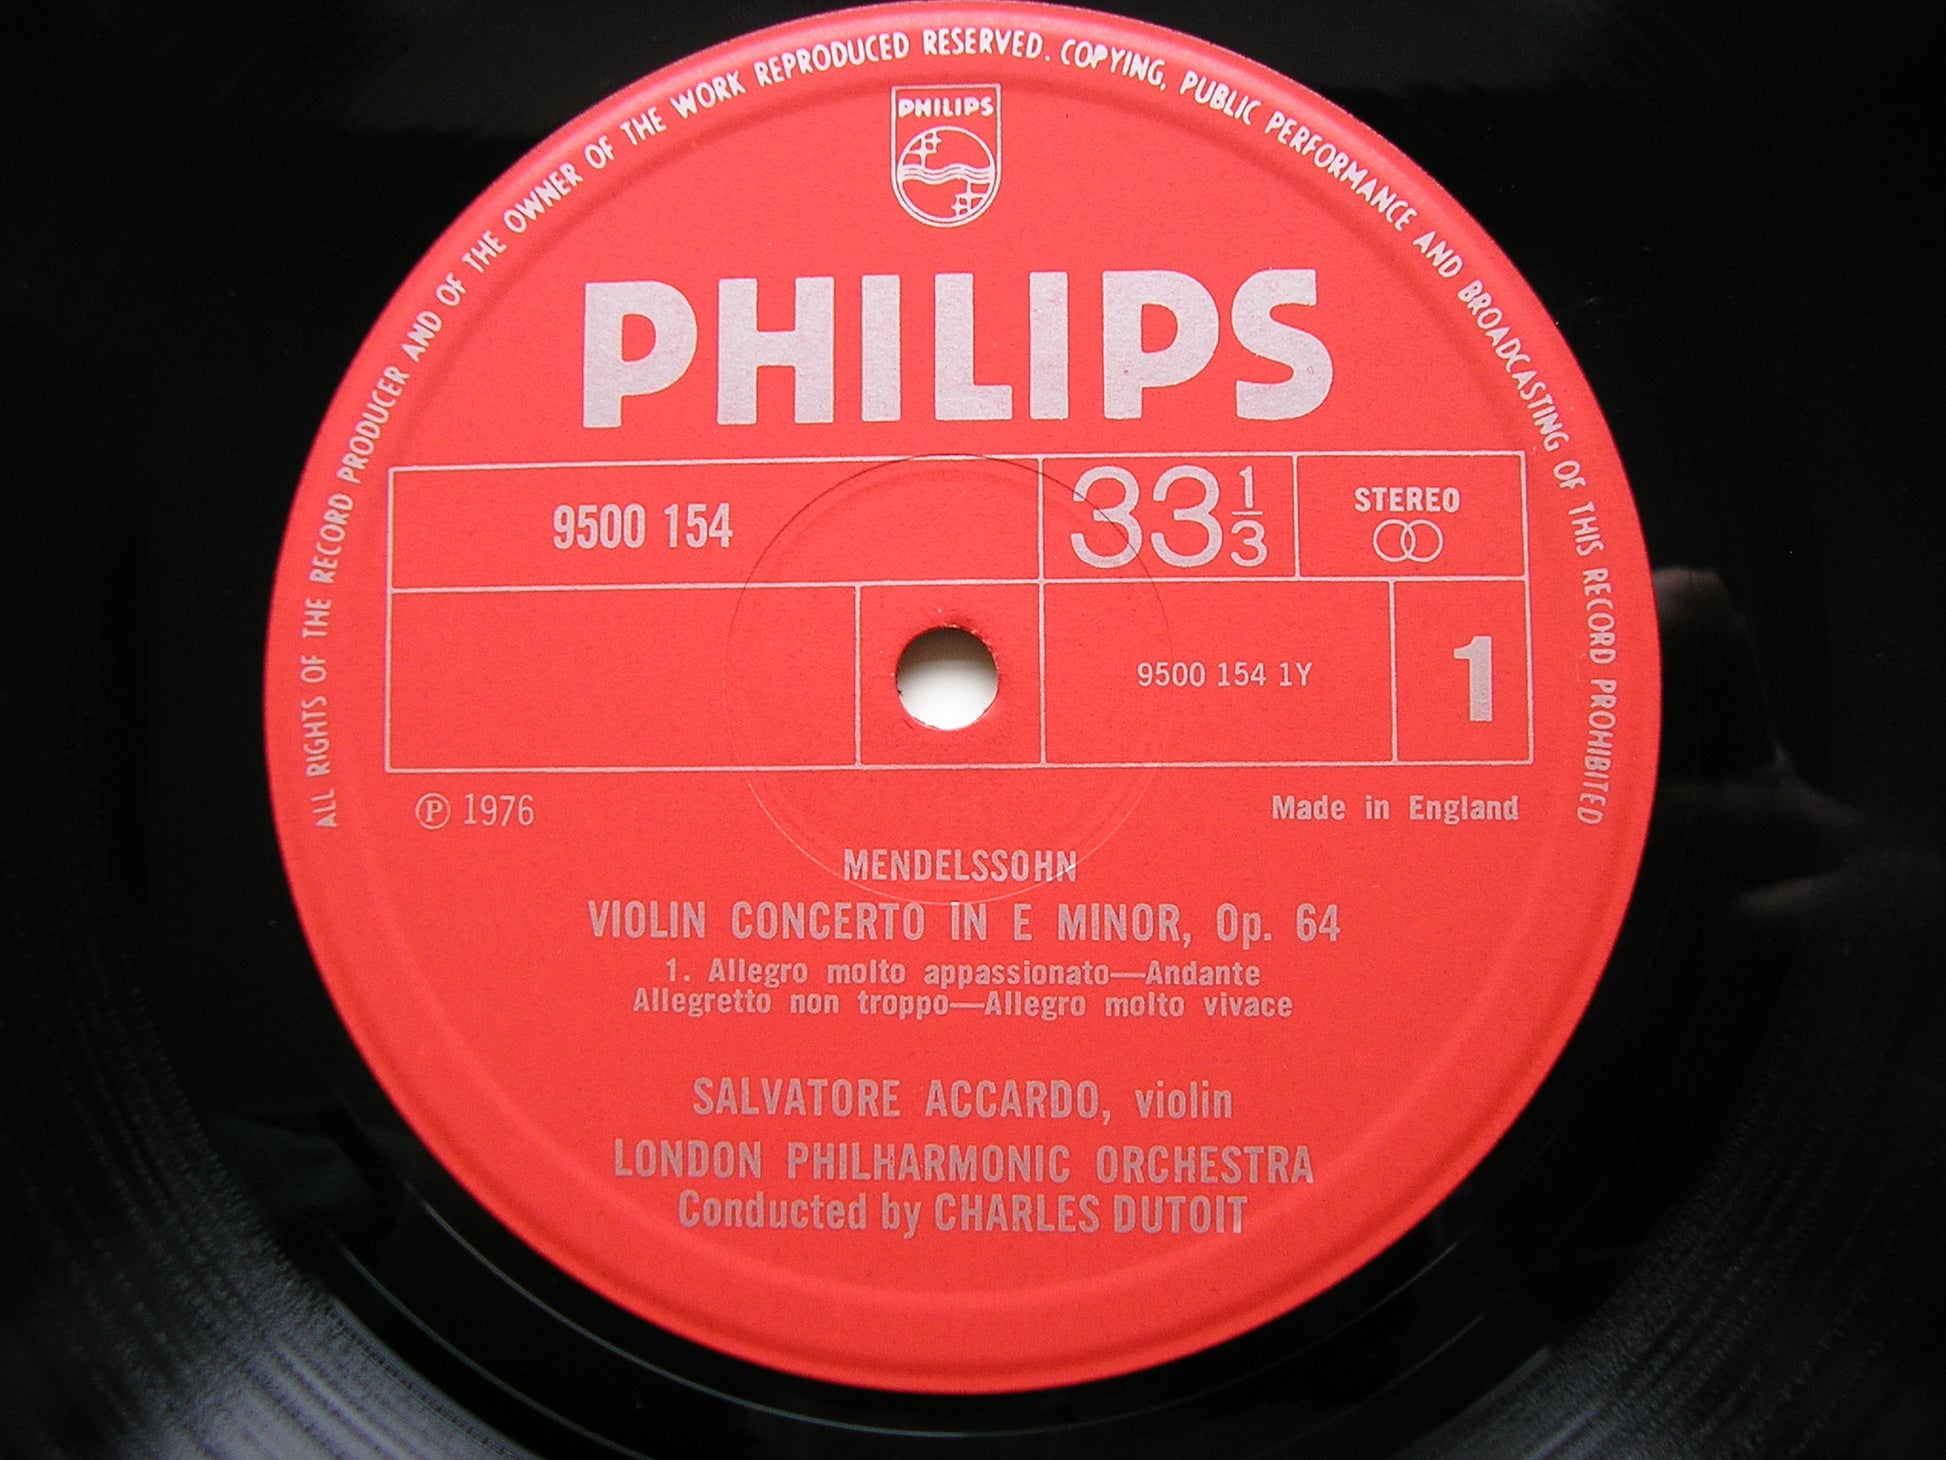 ALL RIGHTS OF THE RECORD PRODUCER AND OF THE OWNER OF THE WORK REPRODUCED RESERVED. COPYING, PUBLIC PERFORMANCE AND BROADCASTING OF THIS RECORD PROHIBITED
PHILIPS
PHILIPS
9500 154
33 1/3
STEREO
9500 154 1Y
1
℗ 1976
Made in England
MENDELSSOHN
VIOLIN CONCERTO IN E MINOR, Op. 64
1. Allegro molto appassionato—Andante
Allegretto non troppo—Allegro molto vivace
SALVATORE ACCARDO, violin
LONDON PHILHARMONIC ORCHESTRA
Conducted by CHARLES DUTOIT